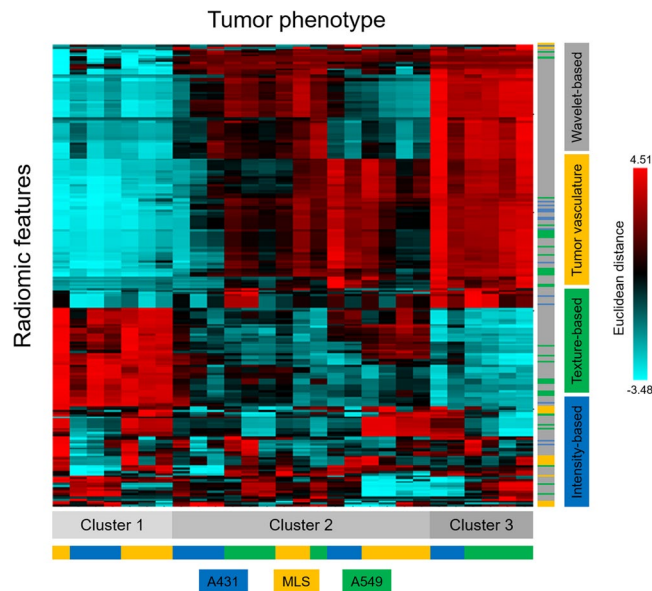 Tumor phenotype
Radiomic features
Wavelet-based
Tumor vasculature
Texture-based
Intensity-based
4.51
Euclidean distance
-3.48
Cluster 1
Cluster 2
Cluster 3
A431
MLS
A549